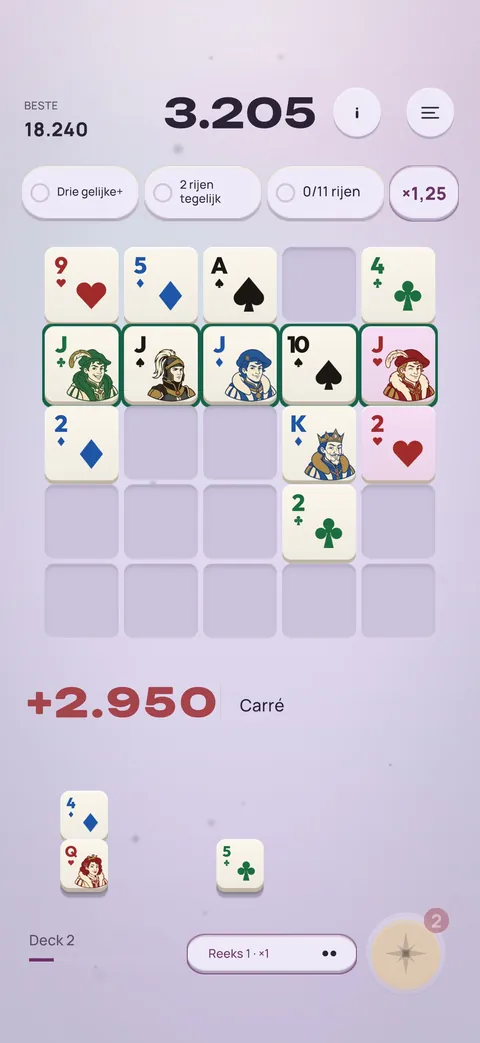 BESTE
18.240
3.205
i
Drie gelijke+
2 rijen
tegelijk
0/11 rijen
×1,25
9
5
A
4
J
J
J
10
J
2
K
2
2
+2.950
Carré
4
Q
5
Deck 2
Reeks 1 · ×1
2